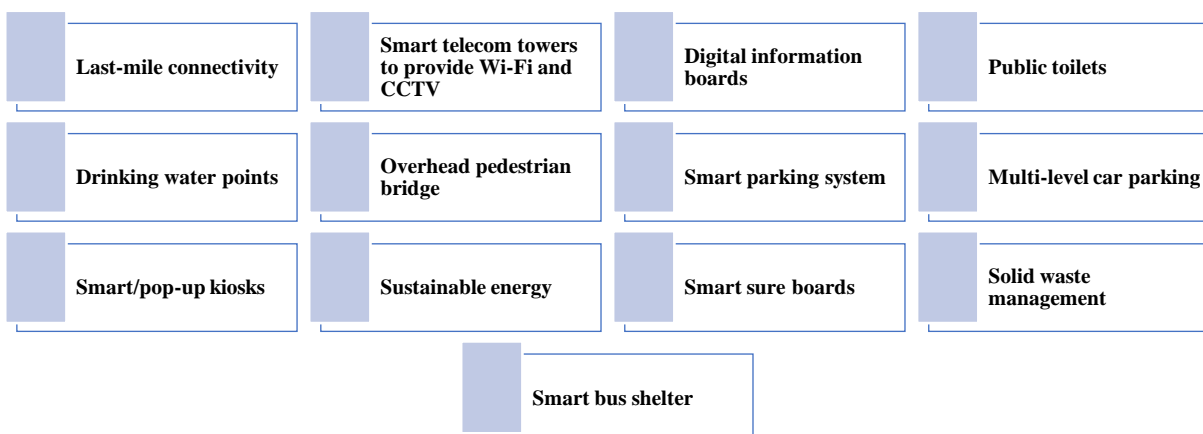 Last-mile connectivity
Smart telecom towers
to provide Wi-Fi and
CCTV
Digital information
boards
Public toilets
Drinking water points
Overhead pedestrian
bridge
Smart parking system
Multi-level car parking
Smart/pop-up kiosks
Sustainable energy
Smart sure boards
Solid waste
management
Smart bus shelter